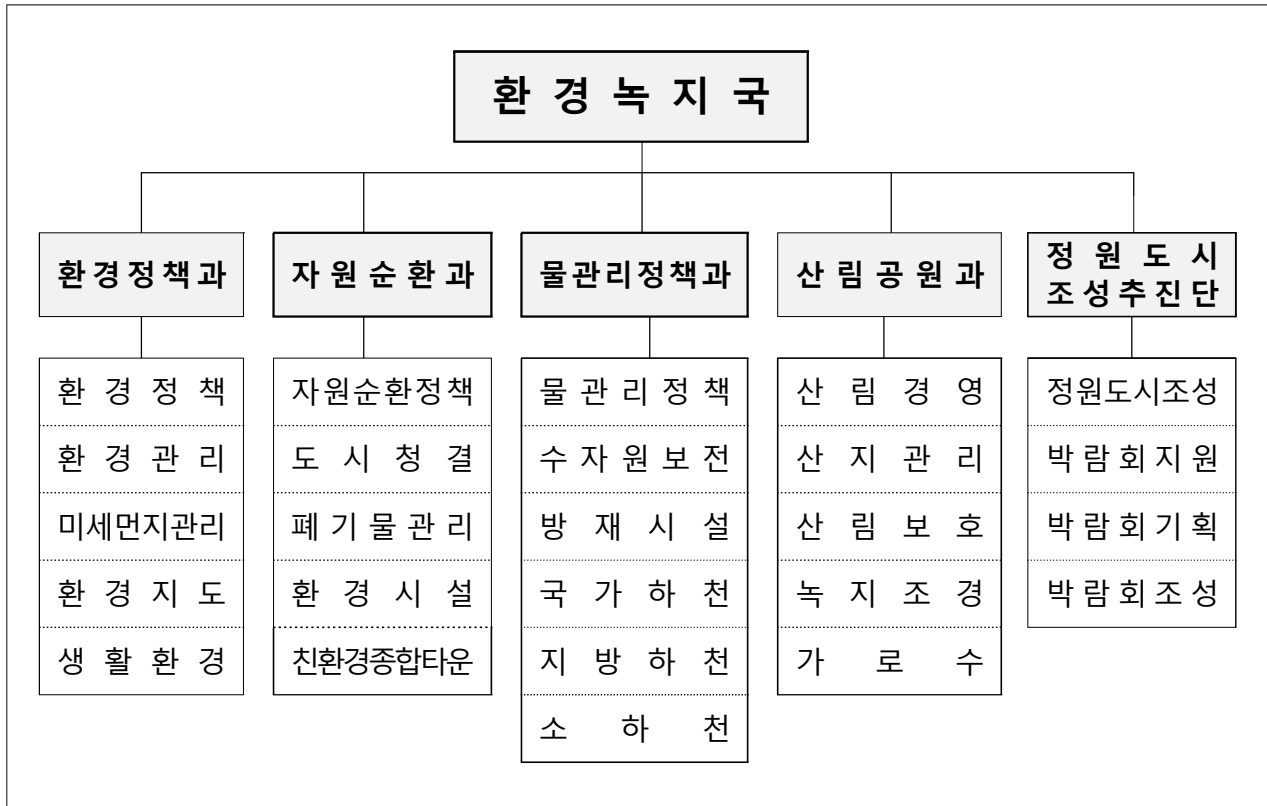 환경녹지국
환경정책과
자원순환과
물관리정책과
산림공원과
정원도시
조성추진단
환경정책
환경관리
미세먼지관리
환경지도
생활환경
자원순환정책
도시청결
폐기물관리
환경시설
친환경종합타운
물관리정책
수자원보전
방재시설
국가하천
지방하천
소하천
산림경영
산지관리
산림보호
녹지조경
가로수
정원도시조성
박람회지원
박람회기획
박람회조성